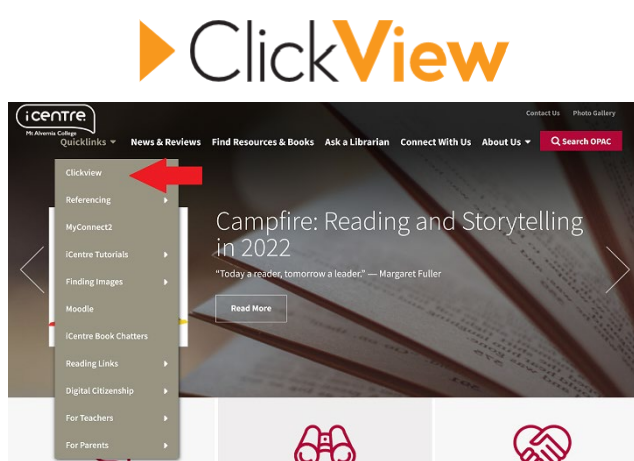 ClickView
iCENTRE
Mt Alvernia College
Contact Us Photo Gallery
Quicklinks News & Reviews Find Resources & Books Ask a Librarian Connect With Us About Us Search OPAC
Clickview
Referencing
MyConnect2
iCentre Tutorials
Finding Images
Moodle
iCentre Book Chatters
Reading Links
Digital Citizenship
For Teachers
For Parents
Campfire: Reading and Storytelling
in 2022
“Today a reader, tomorrow a leader.” — Margaret Fuller
Read More